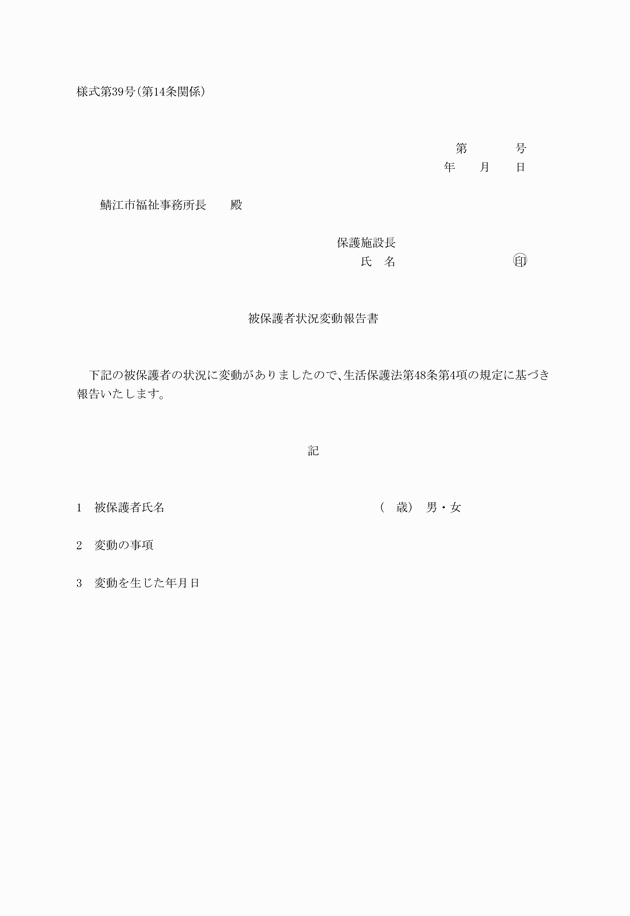 様式第39号(第14条関係)
第　　　　号
年　　月　　日
鯖江市福祉事務所長　　殿
保護施設長
氏　名　　　　　　　　　　㊞
被保護者状況変動報告書
下記の被保護者の状況に変動がありましたので、生活保護法第48条第4項の規定に基づき
報告いたします。
記
1　被保護者氏名　　　　　　　　　　　　　　　　　　(　歳)　男・女
2　変動の事項
3　変動を生じた年月日